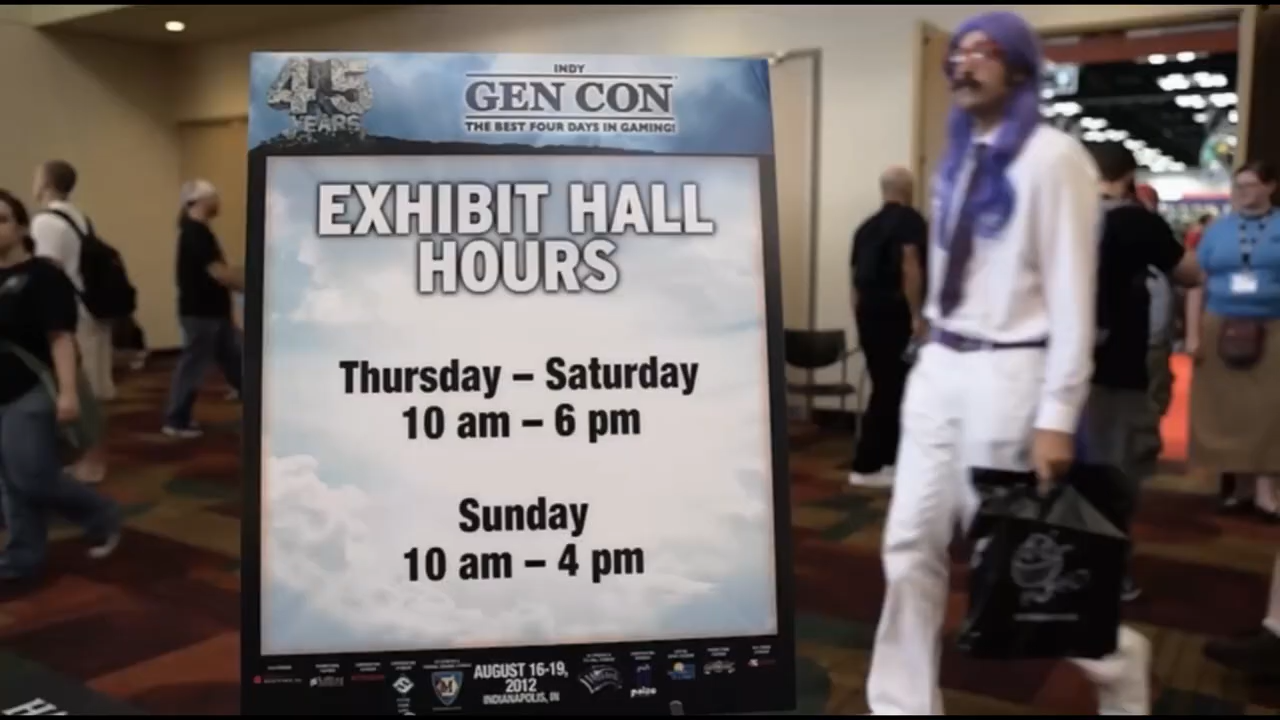 45
YEARS
INDY
GEN CON
THE BEST FOUR DAYS IN GAMING!
EXHIBIT HALL
HOURS
Thursday – Saturday
10 am – 6 pm
Sunday
10 am – 4 pm
AUGUST 16-19,
2012
INDIANAPOLIS, IN
paizo